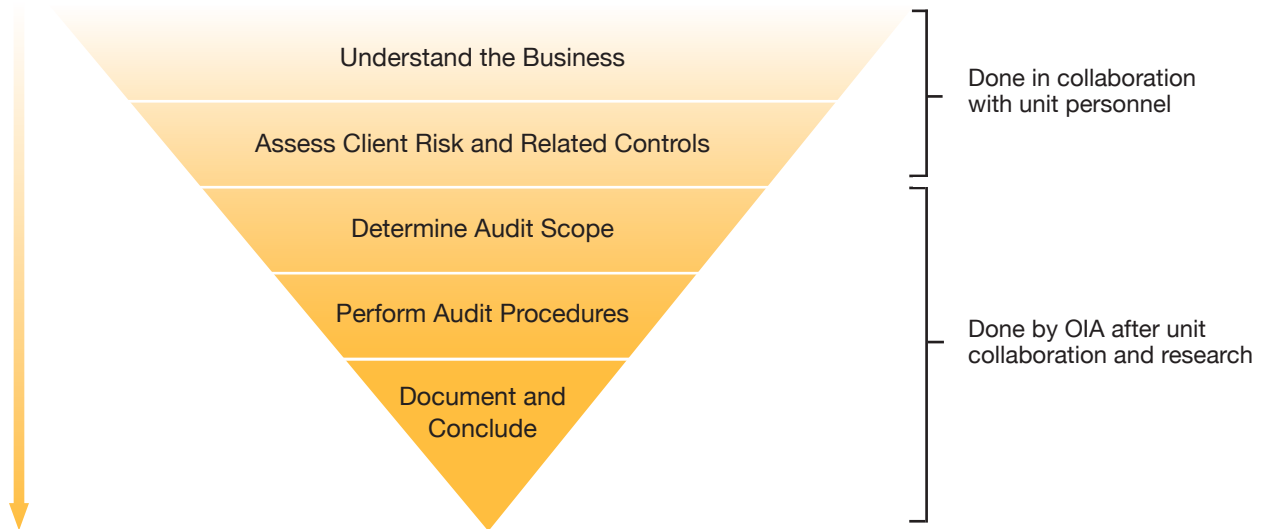 Understand the Business
Assess Client Risk and Related Controls
Determine Audit Scope
Perform Audit Procedures
Document and
Conclude
Done in collaboration
with unit personnel
Done by OIA after unit
collaboration and research